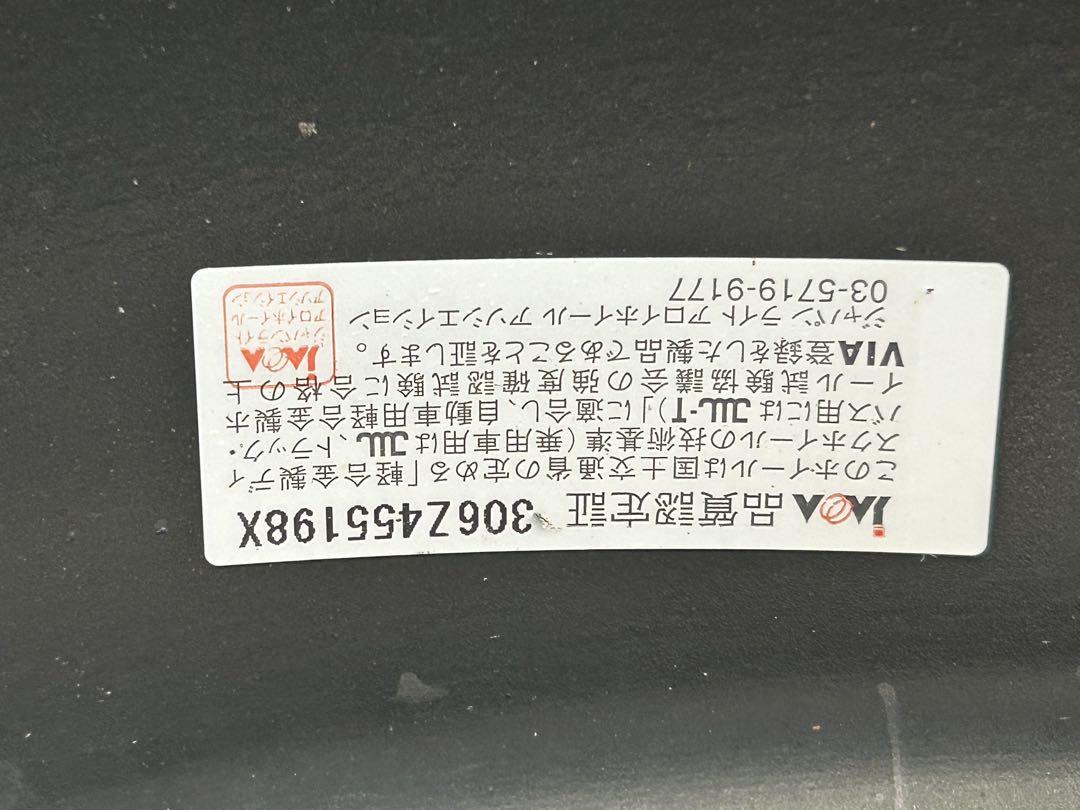 JAWA 品質認定証 306Z455198X
このホイールは国土交通省の定める「軽合金製ディ
スクホイールの技術基準(乗用車用はJWL、トラック・
バス用にはJWL-T)」に適合し、自動車用軽合金製ホ
イール試験協議会の強度確認試験に合格の上
VIA登録をした製品であることを証します。
ジャパン ライト アロイホイール アソシエイション
03-5719-9177
JAWA
ジャパンライト
アロイホイール
アソシエイション